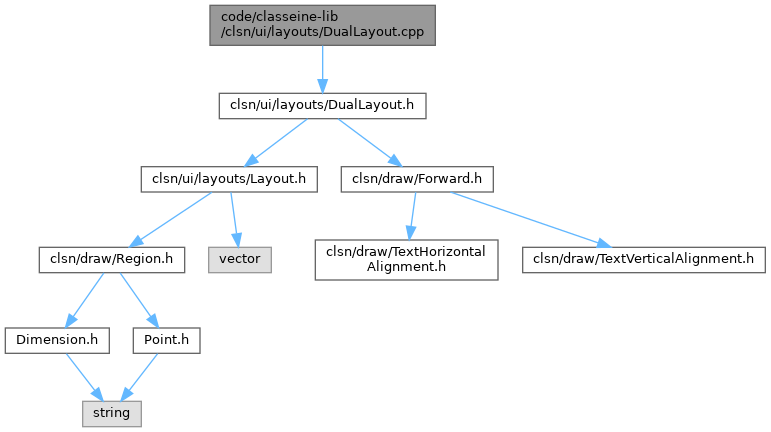 code/classeine-lib
/clsn/ui/layouts/DualLayout.cpp
clsn/ui/layouts/DualLayout.h
clsn/ui/layouts/Layout.h
clsn/draw/Forward.h
clsn/draw/Region.h
vector
clsn/draw/TextHorizontal
Alignment.h
clsn/draw/TextVerticalAlignment.h
Dimension.h
Point.h
string